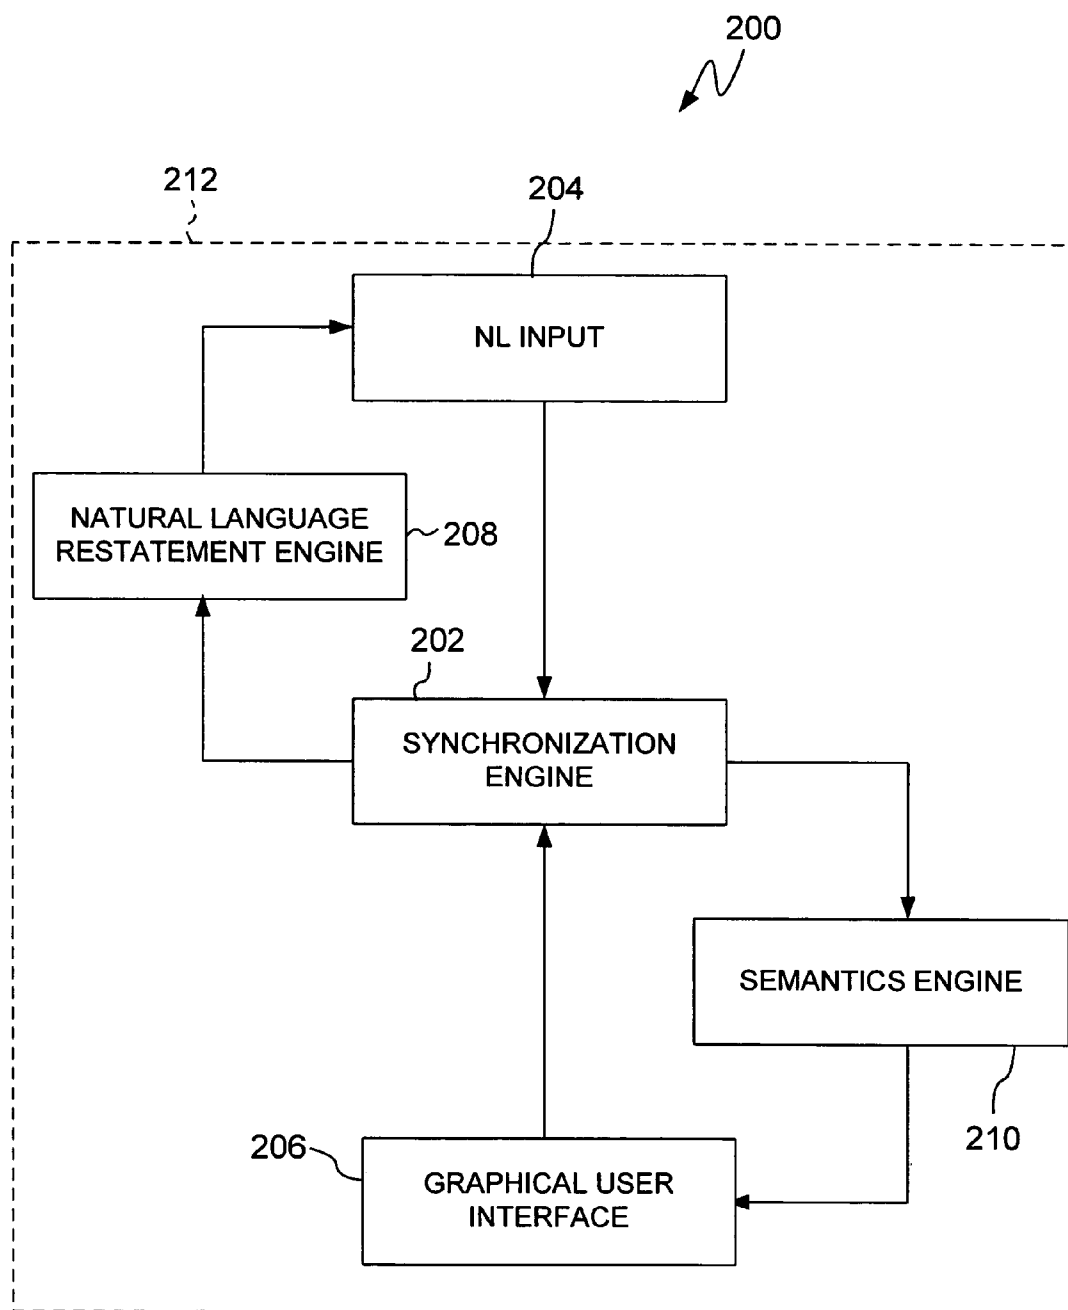 200
212
204
NL INPUT
NATURAL LANGUAGE
RESTATEMENT ENGINE
208
202
SYNCHRONIZATION
ENGINE
SEMANTICS ENGINE
210
206
GRAPHICAL USER
INTERFACE